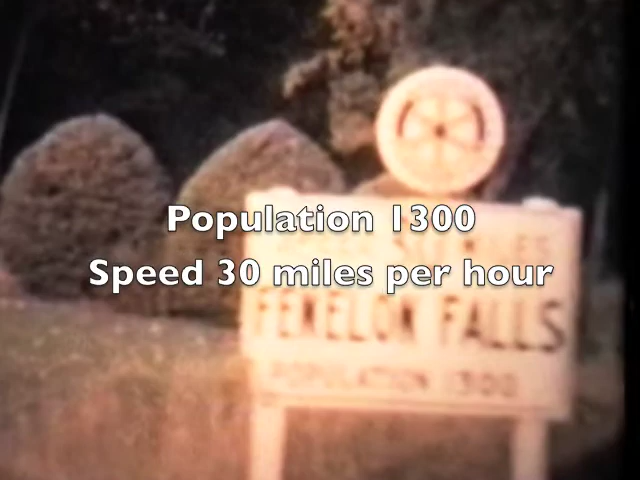 Population 1300
Speed 30 miles per hour
FENELON FALLS
POPULATION 1300